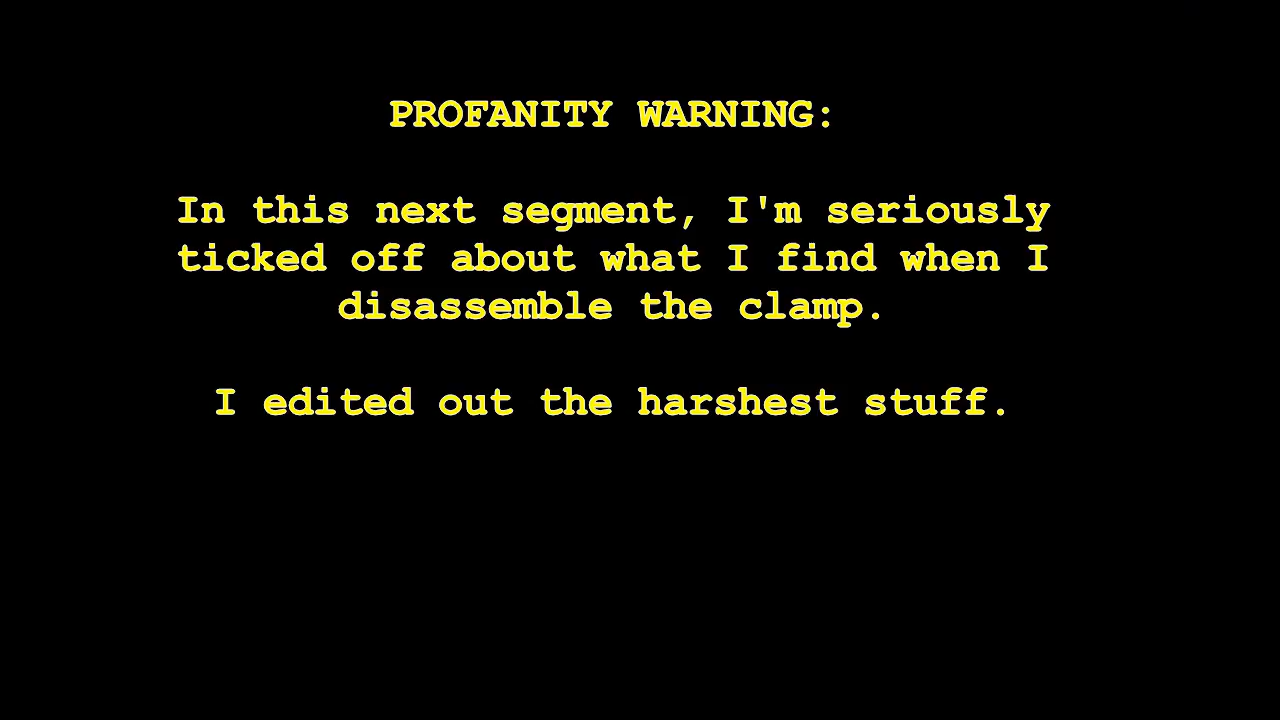 PROFANITY WARNING:
In this next segment, I'm seriously
ticked off about what I find when I
disassemble the clamp.
I edited out the harshest stuff.